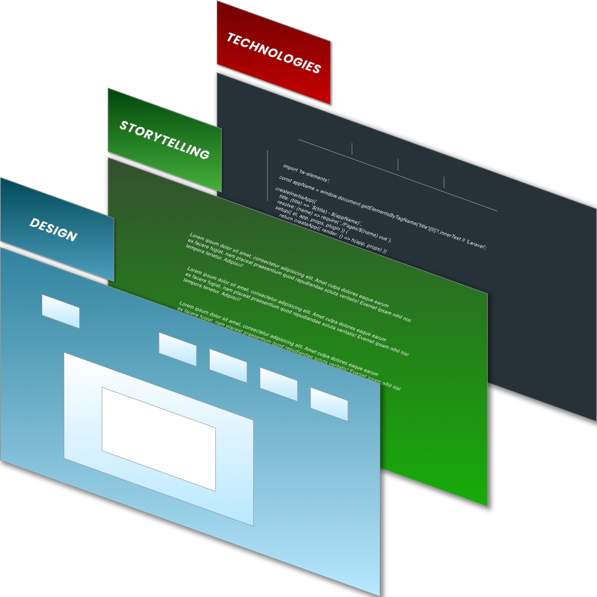 TECHNOLOGIES
import 'tw-elements';
const appName = window.document.getElementsByTagName('title')[0]?.innerText || 'Laravel';
createInertiaApp({
title: (title) => `${title} - ${appName}`,
resolve: (name) => require(`./Pages/${name}.vue`),
setup({ el, app, props, plugin }) {
return createApp({ render: () => h(app, props) })
STORYTELLING
Lorem ipsum dolor sit amet, consectetur adipisicing elit. Amet culpa dolores eaque earum
ex facere fugiat, nam placeat praesentium quod repudiandae soluta veritatis! Eveniet ipsam nihil nisi
tempora tenetur. Adipisci!
Lorem ipsum dolor sit amet, consectetur adipisicing elit. Amet culpa dolores eaque earum
ex facere fugiat, nam placeat praesentium quod repudiandae soluta veritatis! Eveniet ipsam nihil nisi
tempora tenetur. Adipisci!
Lorem ipsum dolor sit amet, consectetur adipisicing elit. Amet culpa dolores eaque earum
ex facere fugiat, nam placeat praesentium quod repudiandae soluta veritatis! Eveniet ipsam nihil nisi
DESIGN